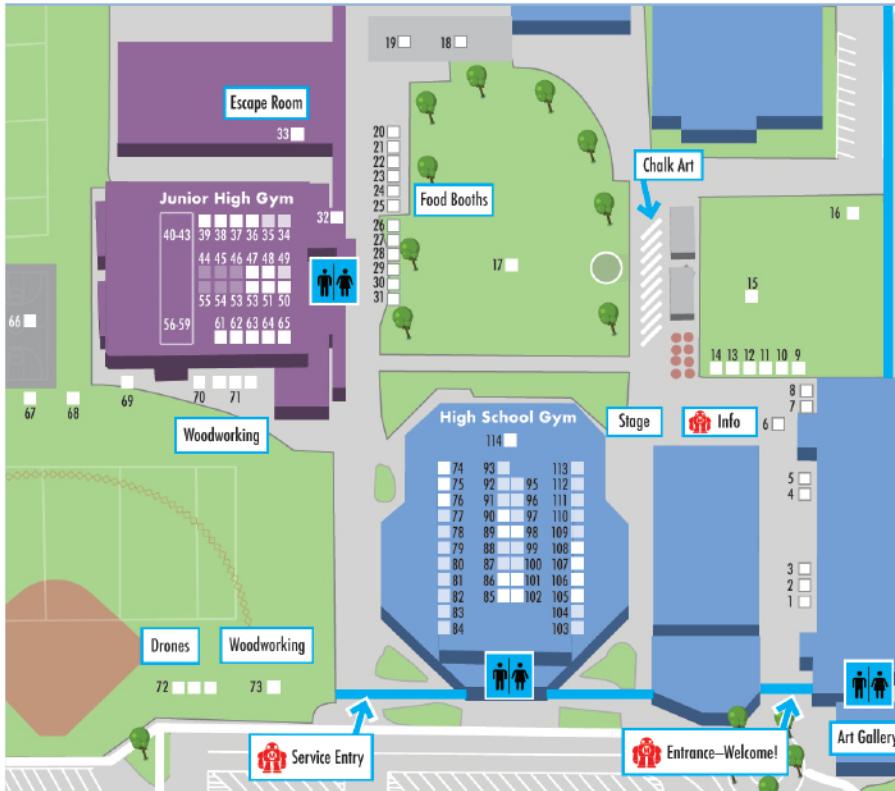 19 18
Escape Room
33
20
21
22
23
24
25
Food Booths
Chalk Art
Junior High Gym
40-43 39 38 37 36 35 34
32
16
44 45 46 47 48 49
26
27
28
29
30
31
17
15
55 54 53 53 51 50
56-59
61 62 63 64 65
66
14 13 12 11 10 9
67 68 69 70 71
8
7
Woodworking
High School Gym
Stage
Info
6
114
74 93 113
75 92 95 112
76 91 96 111
77 90 97 110
78 89 98 109
79 88 99 108
80 87 100 107
81 86 101 106
82 85 102 105
83 104
84 103
5
4
3
2
1
Drones
Woodworking
72 73
Service Entry
Entrance–Welcome!
Art Gallery